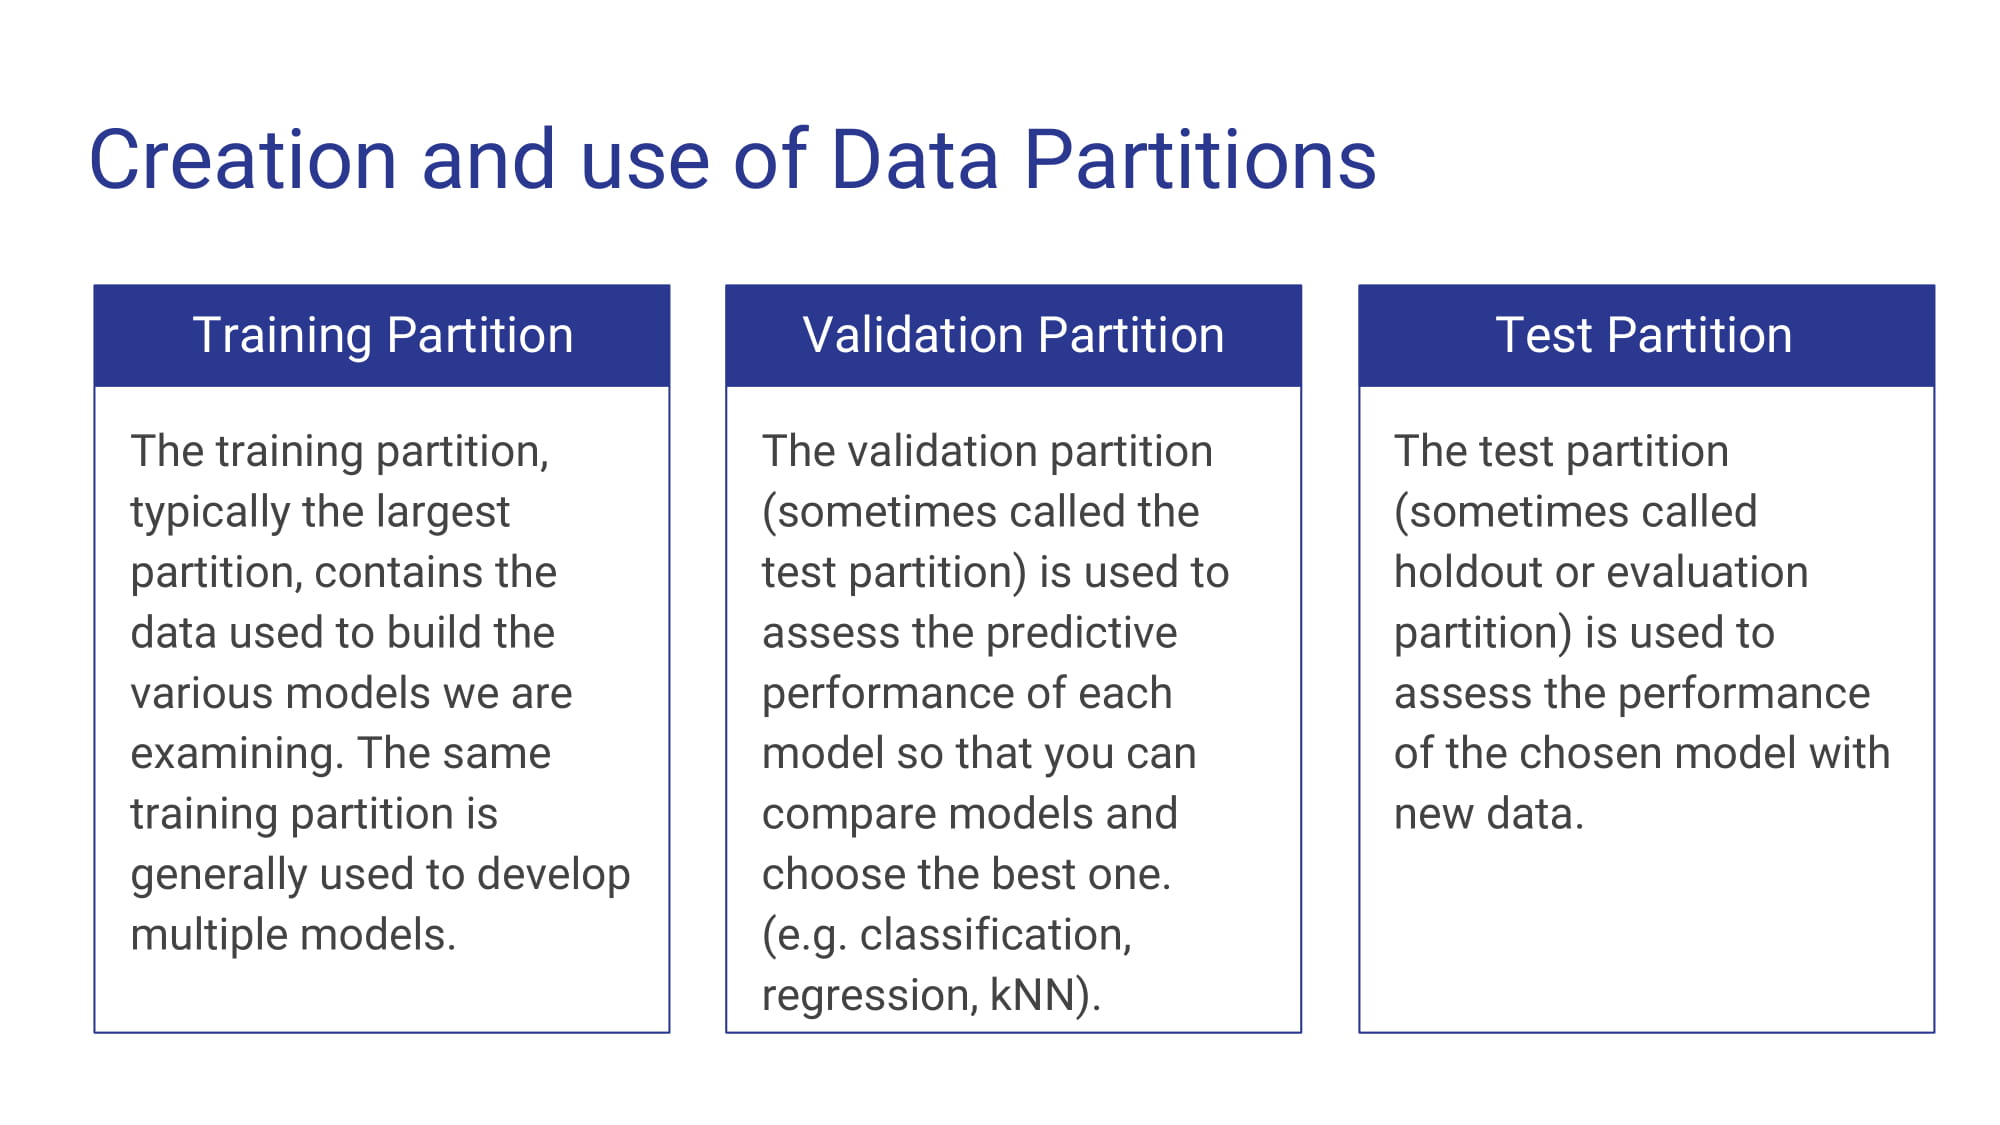 Creation and use of Data Partitions
Training Partition
The training partition,
typically the largest
partition, contains the
data used to build the
various models we are
examining. The same
training partition is
generally used to develop
multiple models.
Validation Partition
The validation partition
(sometimes called the
test partition) is used to
assess the predictive
performance of each
model so that you can
compare models and
choose the best one.
(e.g. classification,
regression, kNN).
Test Partition
The test partition
(sometimes called
holdout or evaluation
partition) is used to
assess the performance
of the chosen model with
new data.